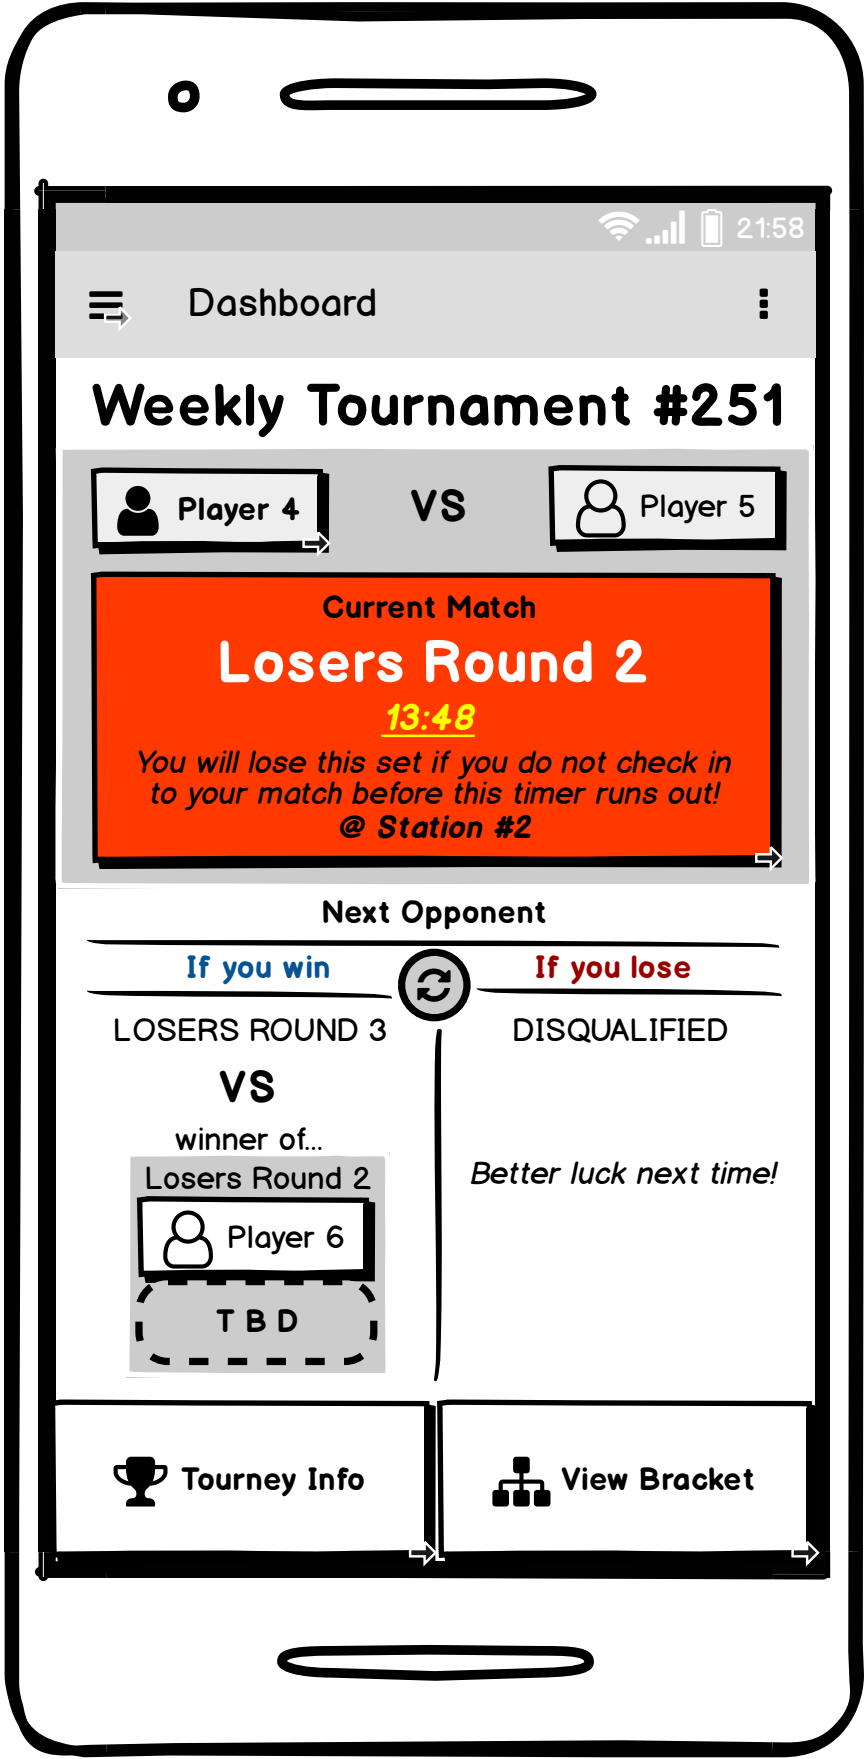 21:58
Dashboard
Weekly Tournament #251
Player 4 VS Player 5
Current Match
Losers Round 2
13:48
You will lose this set if you do not check in
to your match before this timer runs out!
@ Station #2
Next Opponent
If you win
LOSERS ROUND 3
VS
winner of...
Losers Round 2
Player 6
TBD
If you lose
DISQUALIFIED
Better luck next time!
Tourney Info
View Bracket